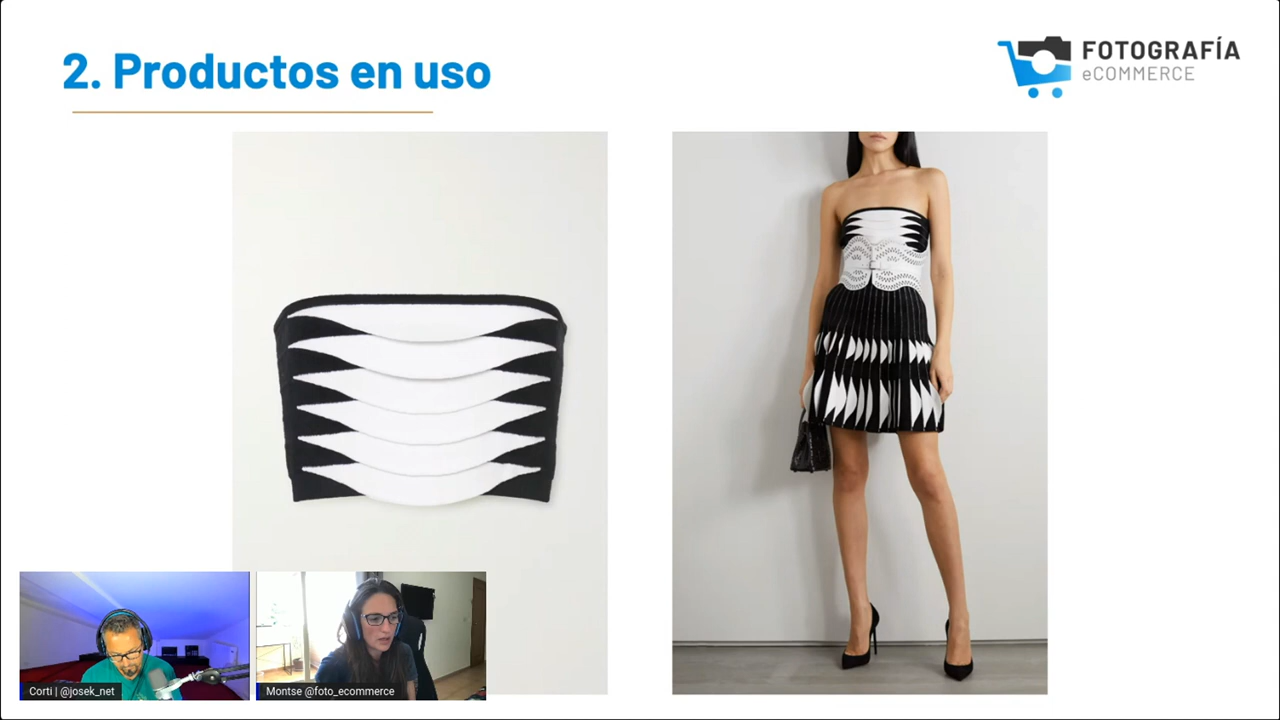 2. Productos en uso
FOTOGRAFÍA
eCOMMERCE
Corti | @josek_net
Montse @foto_ecommerce